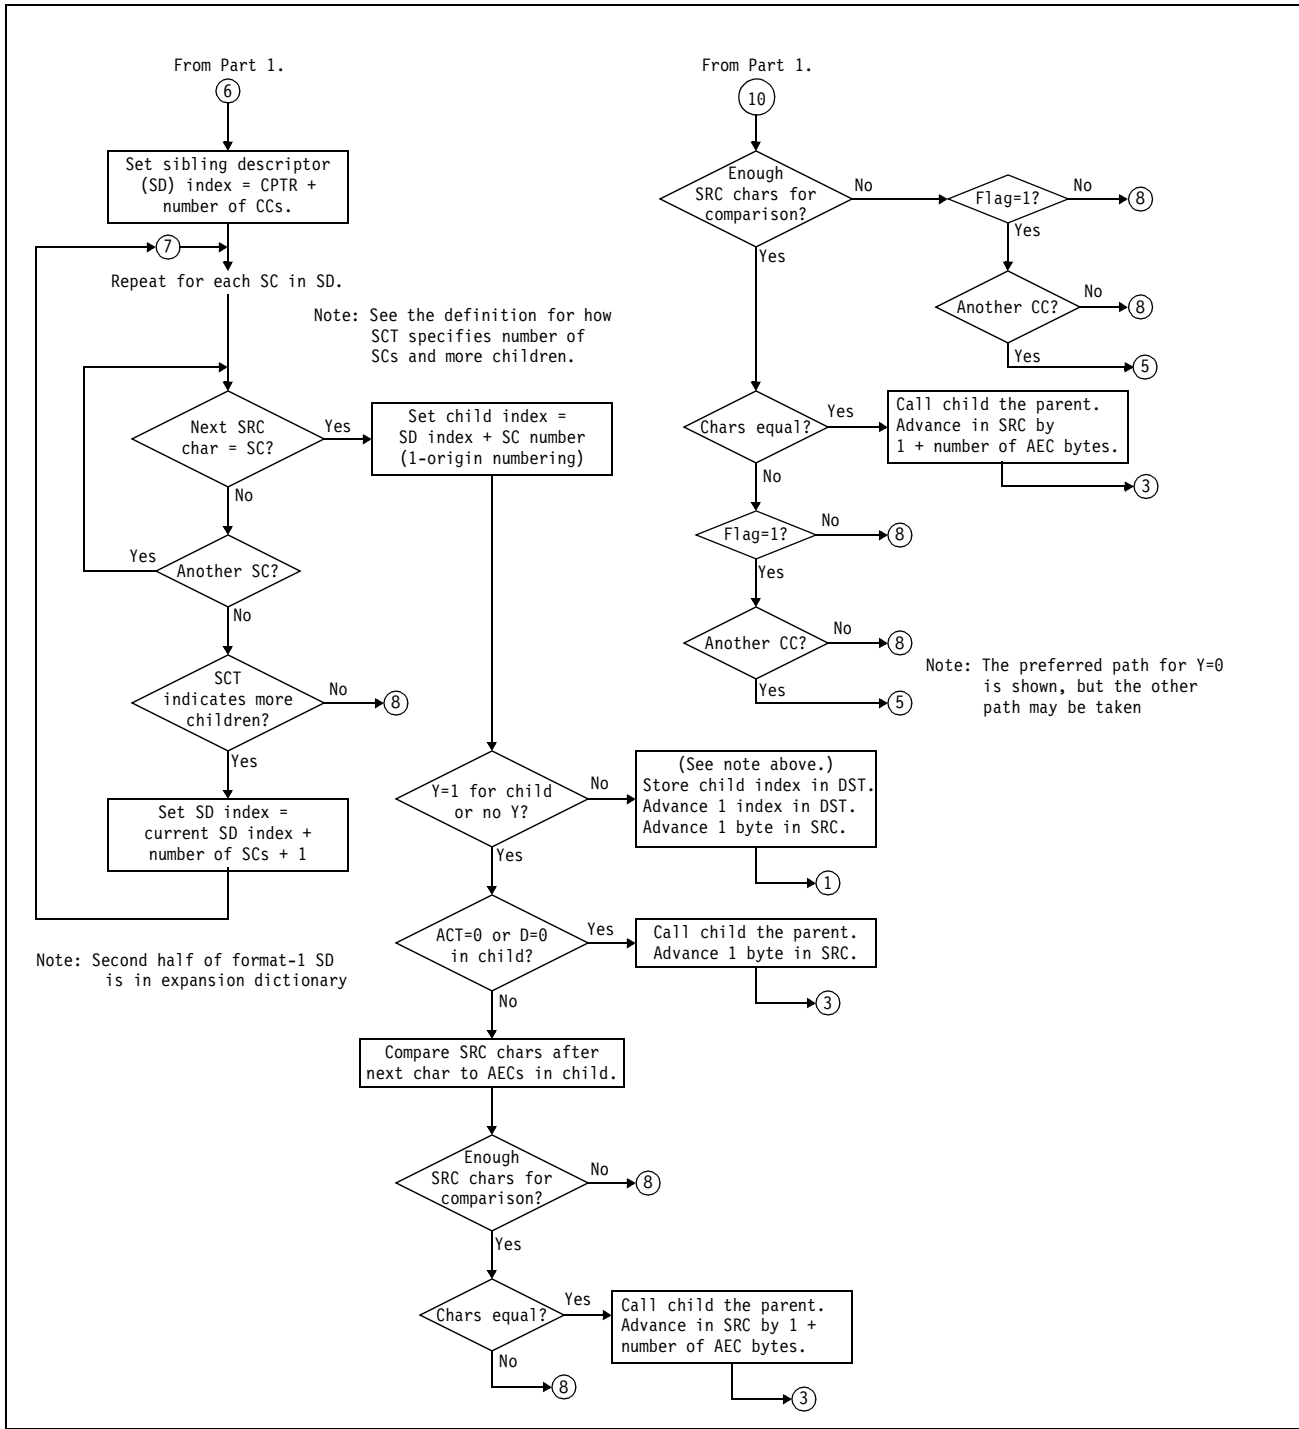 From Part 1.
6
Set sibling descriptor
(SD) index = CPTR +
number of CCs.
7
Repeat for each SC in SD.
Note: See the definition for how
SCT specifies number of
SCs and more children.
Next SRC
char = SC?
Yes
Set child index =
SD index + SC number
(1-origin numbering)
No
Another SC?
Yes
No
SCT
indicates more
children?
No
8
Yes
Set SD index =
current SD index +
number of SCs + 1
Note: Second half of format-1 SD
is in expansion dictionary
Y=1 for child
or no Y?
No
(See note above.)
Store child index in DST.
Advance 1 index in DST.
Advance 1 byte in SRC.
1
Yes
ACT=0 or D=0
in child?
Yes
Call child the parent.
Advance 1 byte in SRC.
3
No
Compare SRC chars after
next char to AECs in child.
Enough
SRC chars for
comparison?
No
8
Yes
Chars equal?
Yes
Call child the parent.
Advance in SRC by 1 +
number of AEC bytes.
3
No
8
From Part 1.
10
Enough
SRC chars for
comparison?
No
Flag=1?
No
8
Yes
Another CC?
No
8
Yes
5
Yes
Chars equal?
Yes
Call child the parent.
Advance in SRC by
1 + number of AEC bytes.
3
No
Flag=1?
No
8
Yes
Another CC?
No
8
Yes
5
Note: The preferred path for Y=0
is shown, but the other
path may be taken